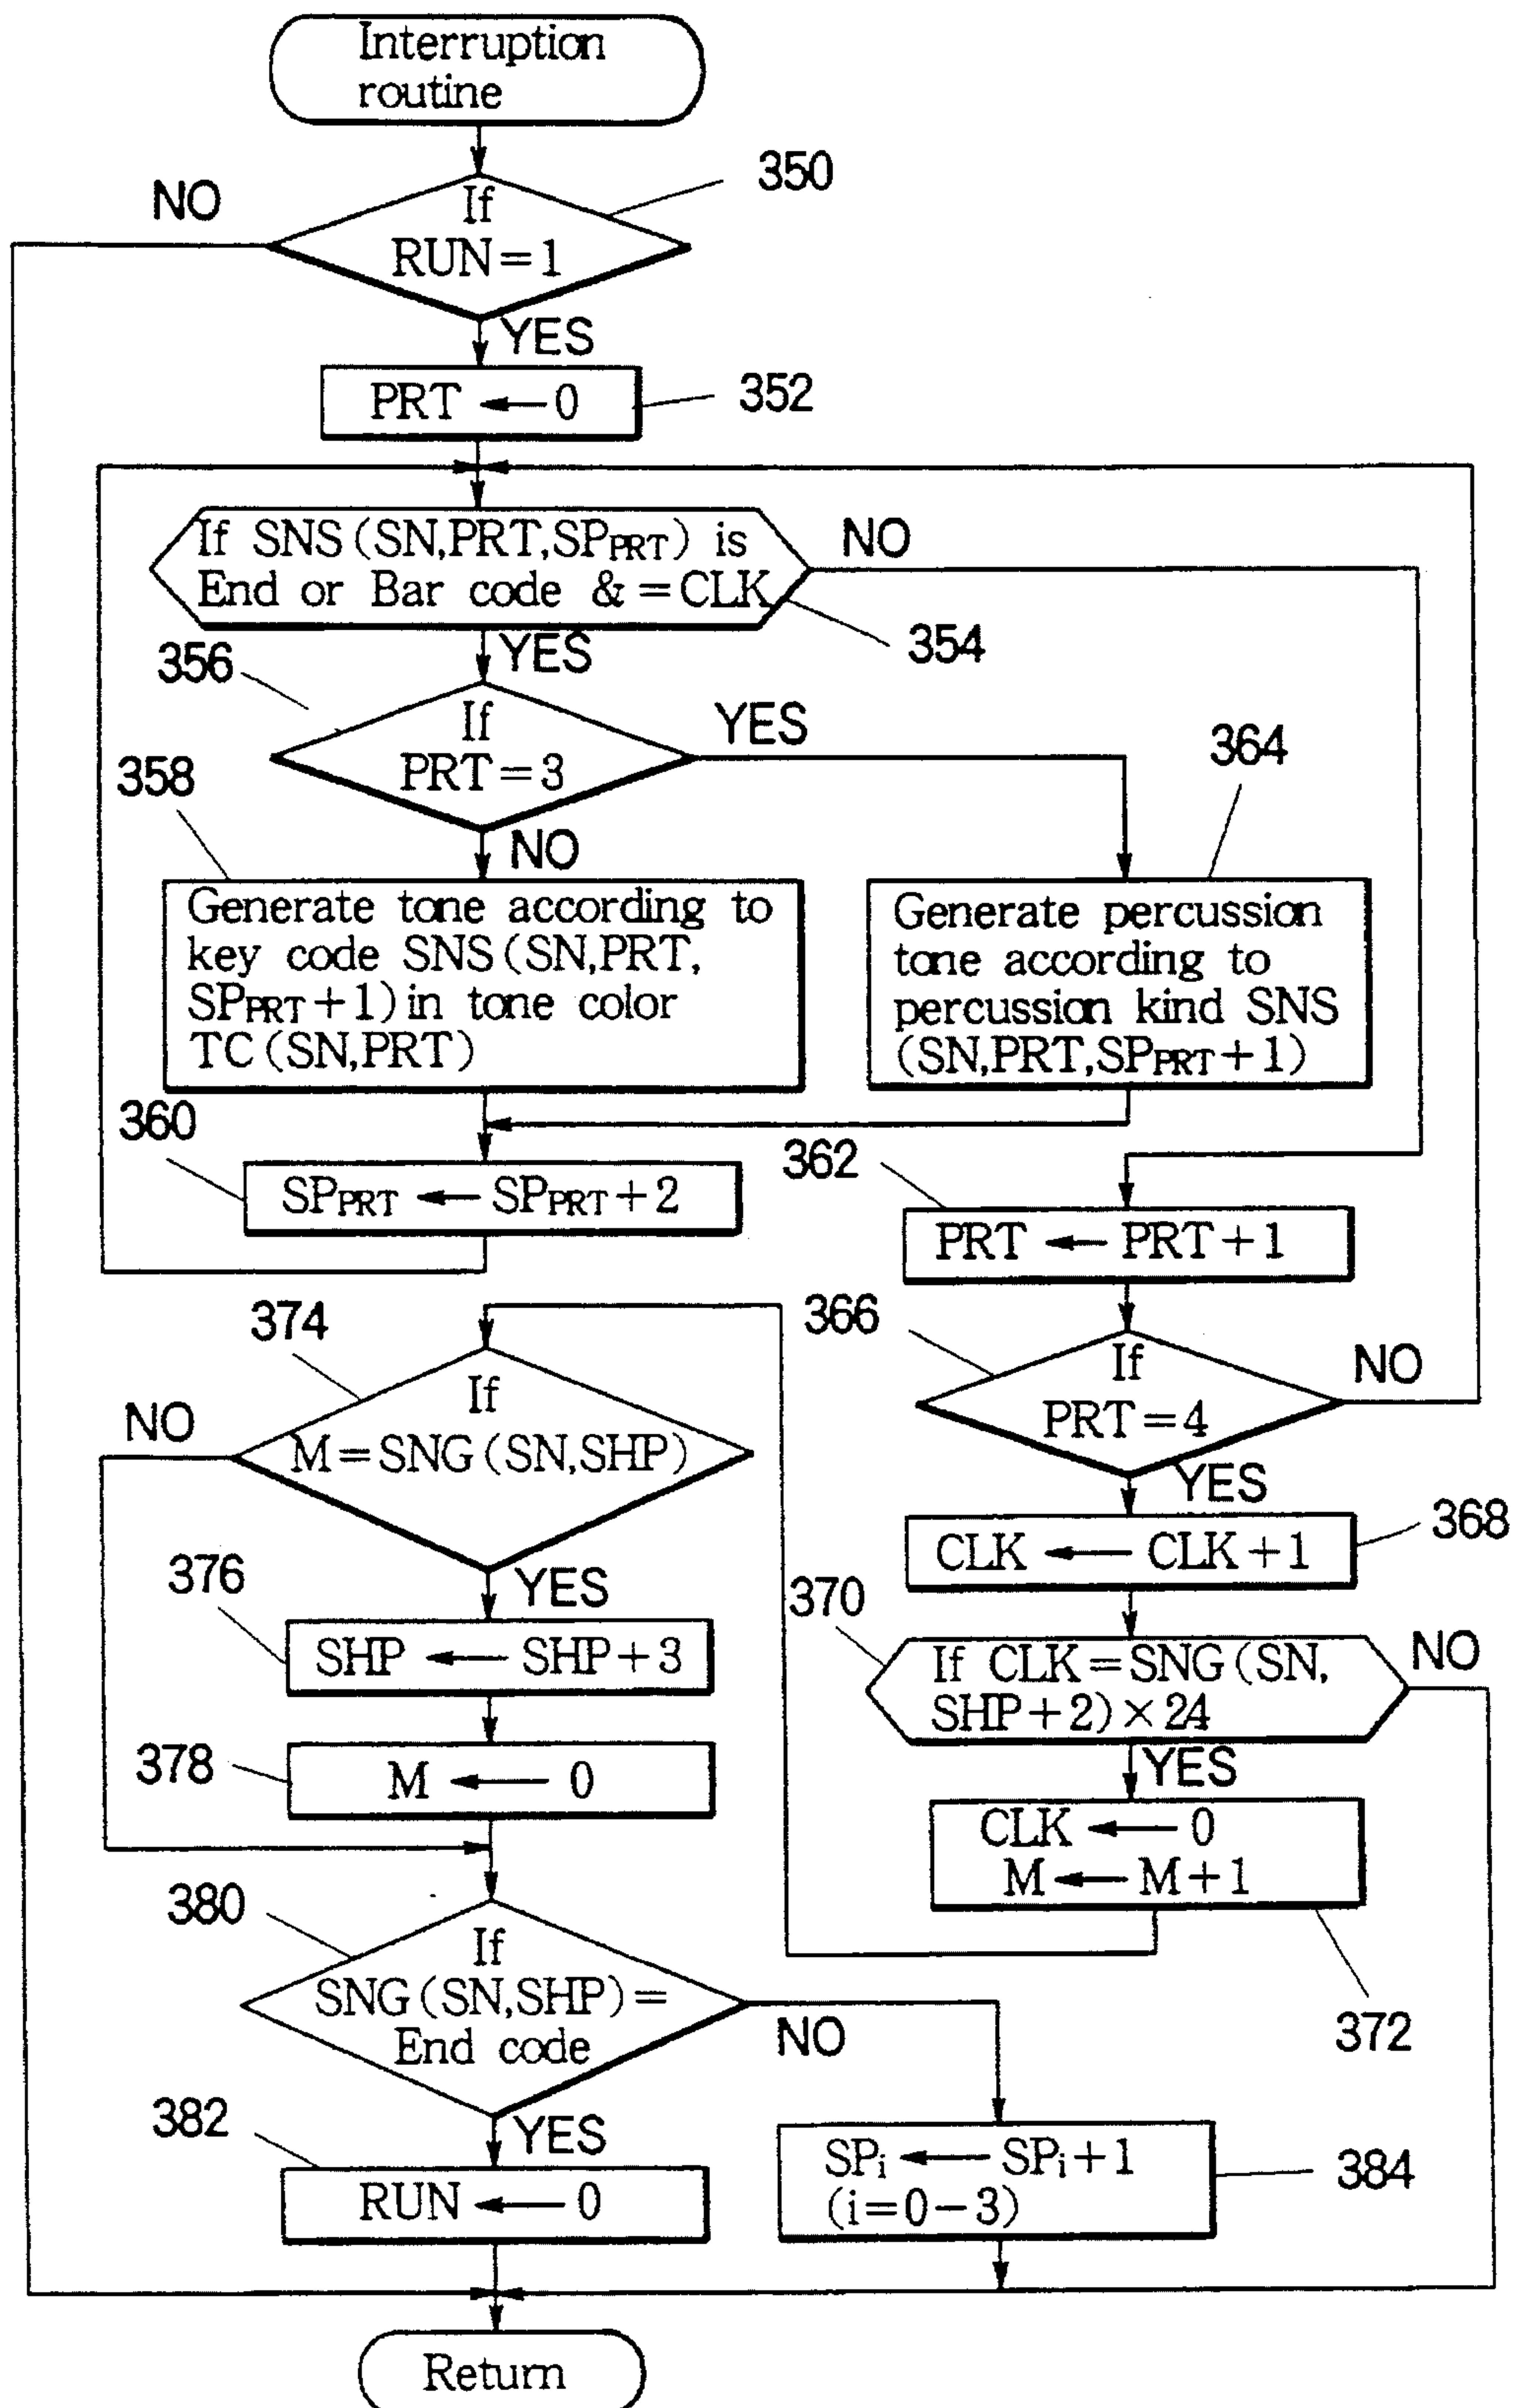 Interruption
routine
350
NO
If
RUN=1
YES
PRT ← 0
352
If SNS(SN,PRT,SPPRT) is
End or Bar code & =CLK
NO
354
YES
356
If
PRT=3
YES
364
358
NO
Generate tone according to
key code SNS(SN,PRT,
SPPRT+1)in tone color
TC(SN,PRT)
Generate percussion
tone according to
percussion kind SNS
(SN,PRT,SPPRT+1)
360
362
SPPRT ← SPPRT+2
PRT ← PRT+1
374
366
If
M=SNG(SN,SHP)
NO
If
PRT=4
NO
YES
368
CLK ← CLK+1
376
YES
370
SHP ← SHP+3
If CLK=SNG(SN,
SHP+2)×24
NO
378
M ← 0
YES
CLK ← 0
M ← M+1
372
380
If
SNG(SN,SHP)=
End code
NO
382
YES
RUN ← 0
SPi ← SPi+1
(i=0-3)
384
Return